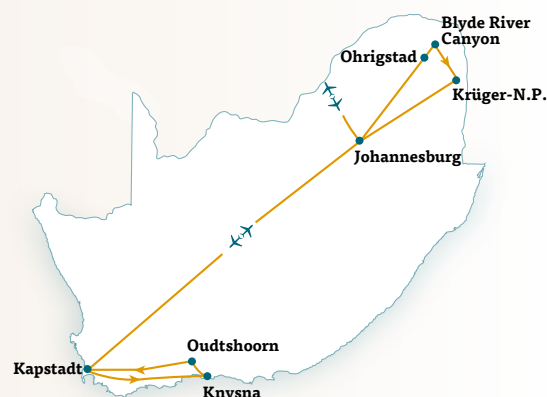 Blyde River
Canyon
Ohrigstad
Krüger-N.P.
Johannesburg
Oudtshoorn
Kapstadt
Knysna